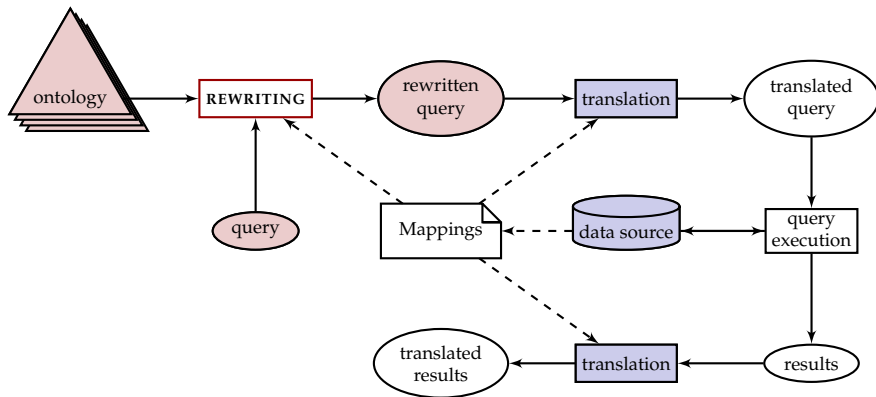 ontology
REWRITING
rewritten
query
translation
translated
query
query
Mappings
data source
query
execution
translated
results
translation
results